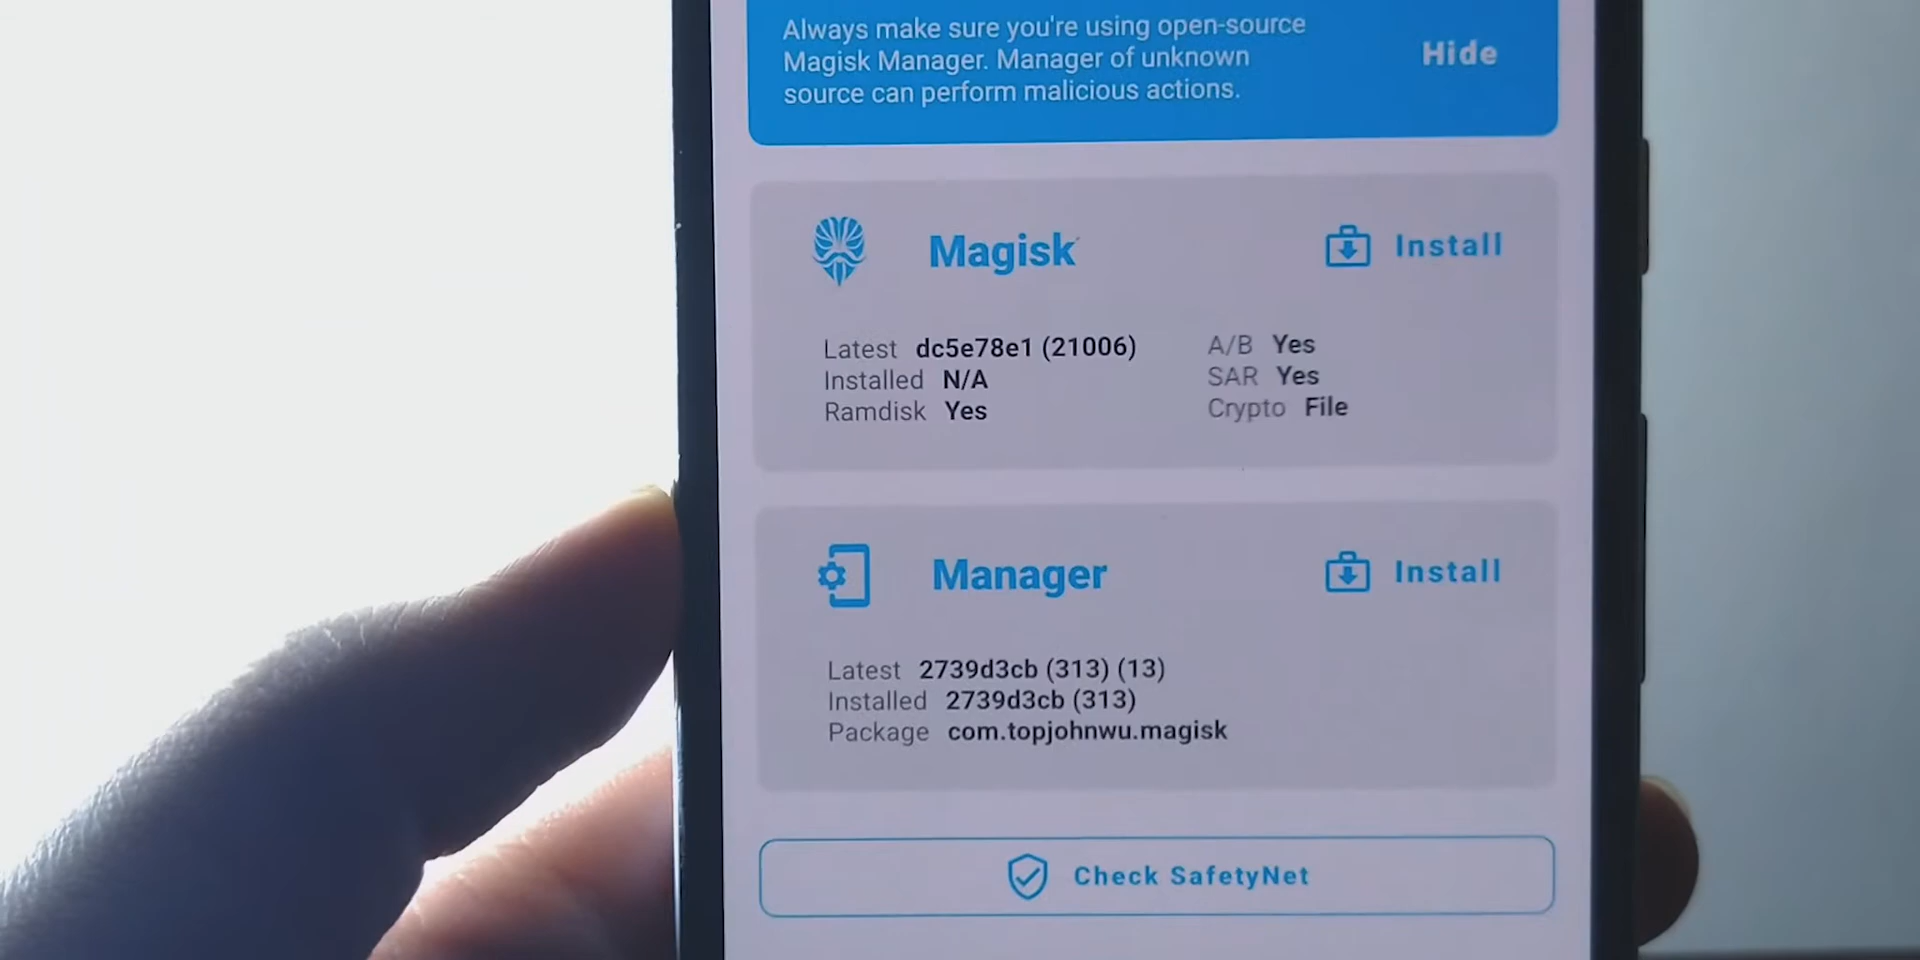 Always make sure you're using open-source
Magisk Manager. Manager of unknown
source can perform malicious actions.
Hide
Magisk
Install
Latest dc5e78e1 (21006)
Installed N/A
Ramdisk Yes
A/B Yes
SAR Yes
Crypto File
Manager
Install
Latest 2739d3cb (313) (13)
Installed 2739d3cb (313)
Package com.topjohnwu.magisk
Check SafetyNet